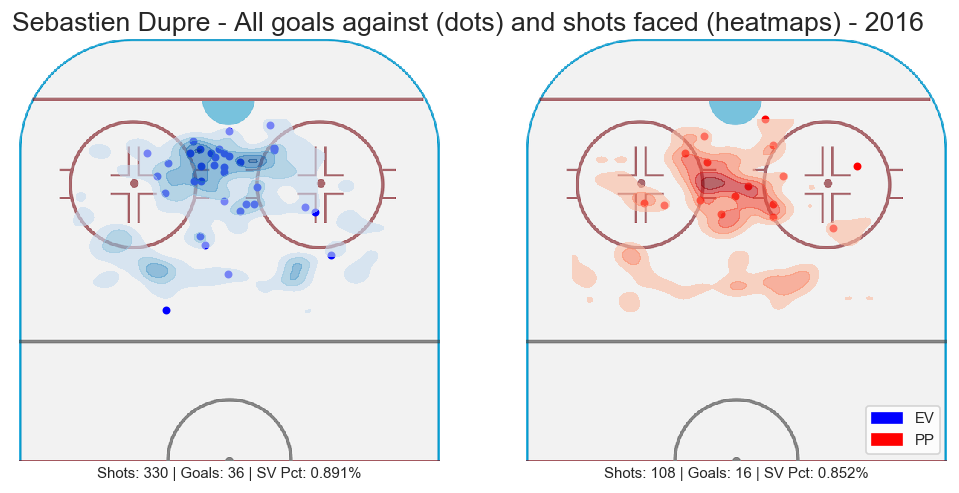 Sebastien Dupre - All goals against (dots) and shots faced (heatmaps) - 2016
EV
PP
Shots: 330 | Goals: 36 | SV Pct: 0.891%
Shots: 108 | Goals: 16 | SV Pct: 0.852%